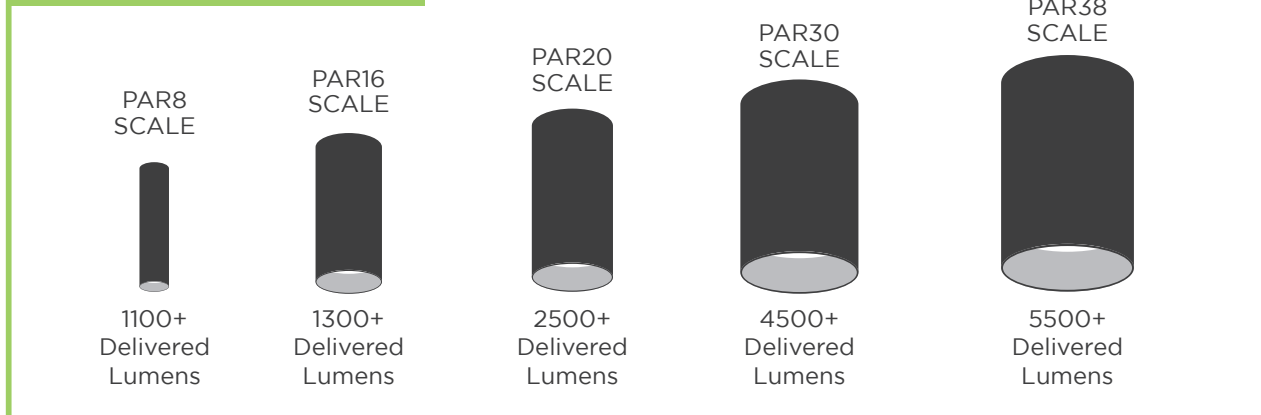 PAR8
SCALE
1100+
Delivered
Lumens
PAR16
SCALE
1300+
Delivered
Lumens
PAR20
SCALE
2500+
Delivered
Lumens
PAR30
SCALE
4500+
Delivered
Lumens
PAR38
SCALE
5500+
Delivered
Lumens